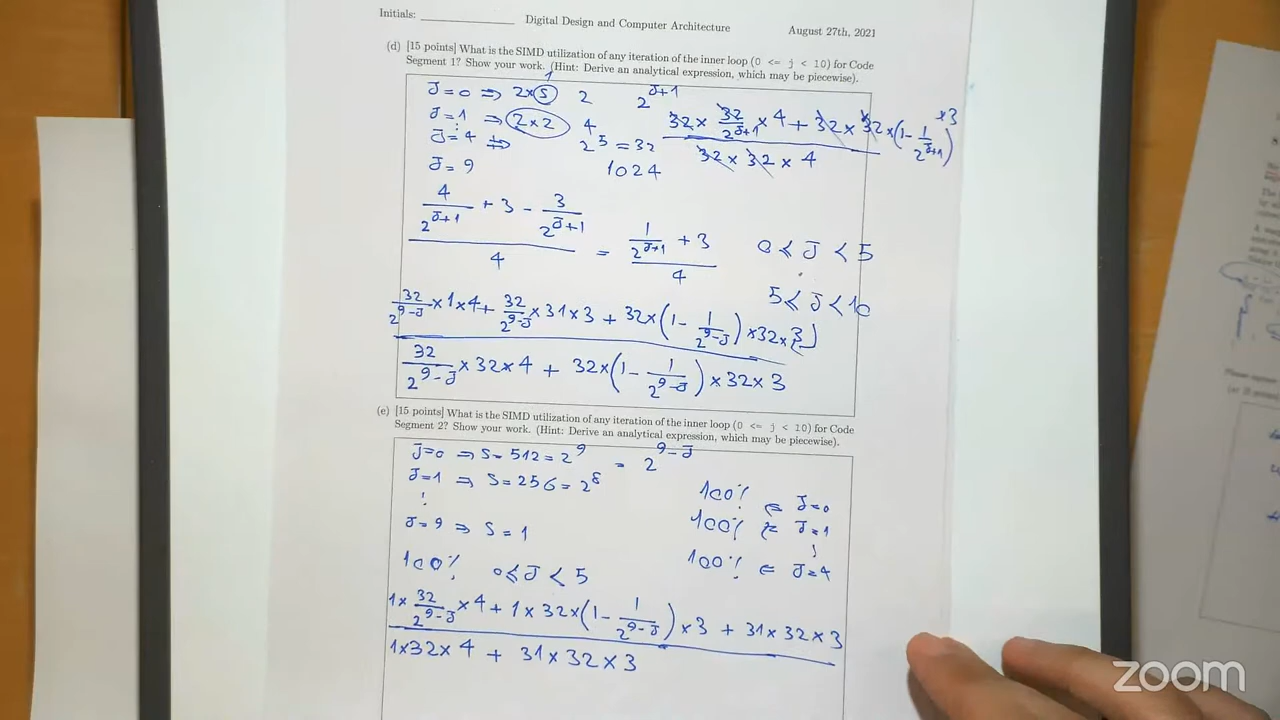 Initials: ____________ Digital Design and Computer Architecture August 27th, 2021
(d) [15 points] What is the SIMD utilization of any iteration of the inner loop (0 <= j < 10) for Code
Segment 1? Show your work. (Hint: Derive an analytical expression, which may be piecewise).
J=0 ⇒ 2×S 1 2 2^(J+1)
J=1 ⇒ 2×2 4
J=4 ⇒ 2^5 = 32
J=9 1024
(32 × 32/2^(J+1) × 4 + 32 × 32 × (1 - 1/2^(J+1)) × 3) / (32 × 32 × 4)
(4/2^(J+1) + 3 - 3/2^(J+1)) / 4 = (1/2^(J+1) + 3) / 4 0 ≤ J < 5
5 ≤ J < 10
32/2^(9-J) × 1 × 4 + 32/2^(9-J) × 31 × 3 + 32 × (1 - 1/2^(9-J)) × 32 × 3
32/2^(9-J) × 32 × 4 + 32 × (1 - 1/2^(9-J)) × 32 × 3
(e) [15 points] What is the SIMD utilization of any iteration of the inner loop (0 <= j < 10) for Code
Segment 2? Show your work. (Hint: Derive an analytical expression, which may be piecewise).
J=0 ⇒ S = 512 = 2^9 = 2^(9-J)
J=1 ⇒ S = 256 = 2^8
J=9 ⇒ S = 1
100% ⇐ J=0
100% ⇐ J=1
100% ⇐ J=4
100% 0 ≤ J < 5
1 × 32/2^(9-J) × 4 + 1 × 32 × (1 - 1/2^(9-J)) × 3 + 31 × 32 × 3
1×32×4 + 31×32×3
zoom